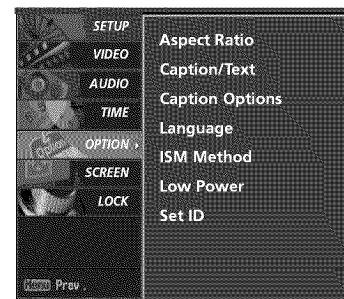 SETUP
VIDEO
AUDIO
TIME
OPTION
SCREEN
LOCK
Menu Prev.
Aspect Ratio
Caption/Text
Caption Options
Language
ISM Method
Low Power
Set ID